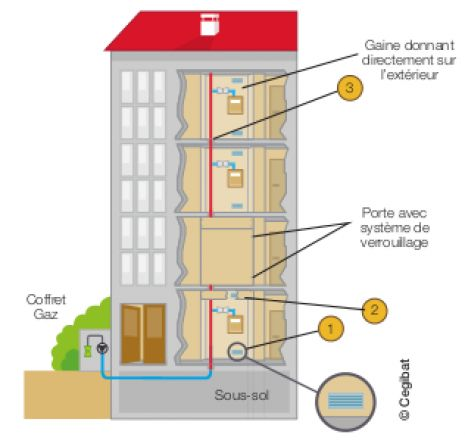 Gaine donnant
directement sur
l'extérieur
3
Porte avec
système de
verrouillage
Coffret
Gaz
2
1
Sous-sol
© Cegibat